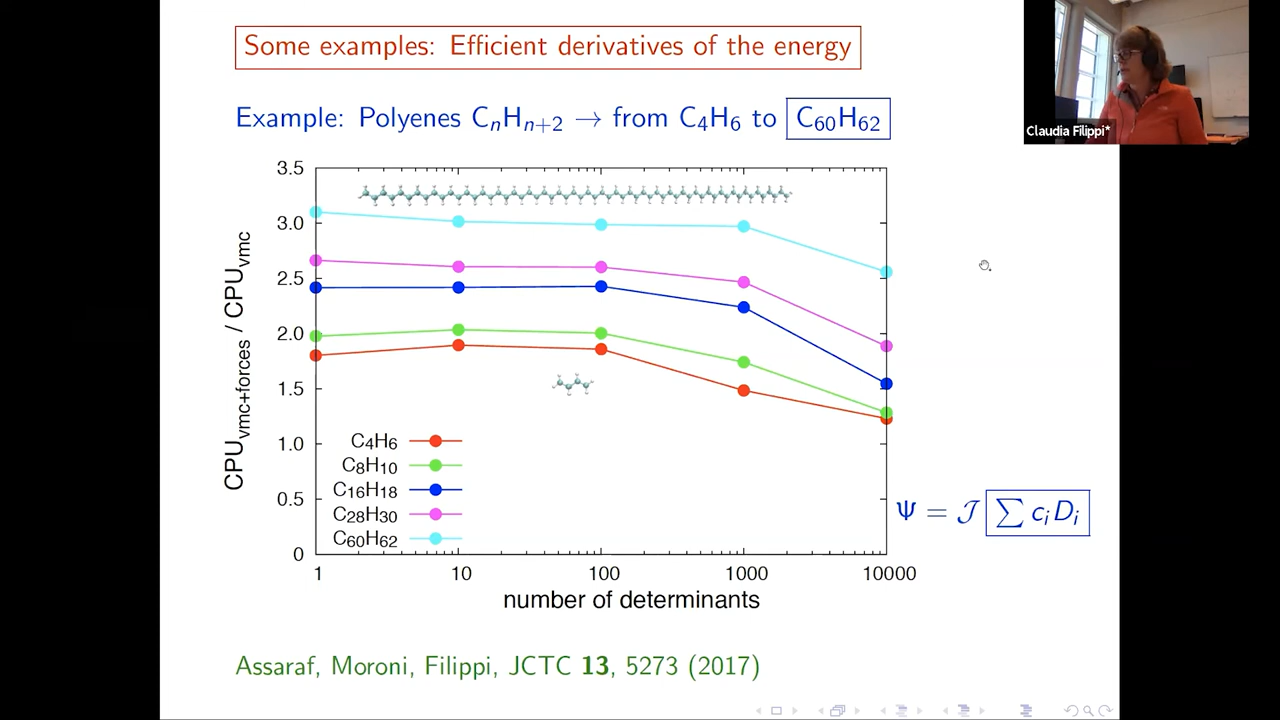 Some examples: Efficient derivatives of the energy
Claudia Filippi*
Example: Polyenes CₙHₙ₊₂ → from C₄H₆ to C₆₀H₆₂
CPUvmc+forces / CPUvmc
3.5
3.0
2.5
2.0
1.5
1.0
0.5
0
C₄H₆
C₈H₁₀
C₁₆H₁₈
C₂₈H₃₀
C₆₀H₆₂
Ψ = 𝒥 ∑ cᵢDᵢ
1 10 100 1000 10000
number of determinants
Assaraf, Moroni, Filippi, JCTC 13, 5273 (2017)